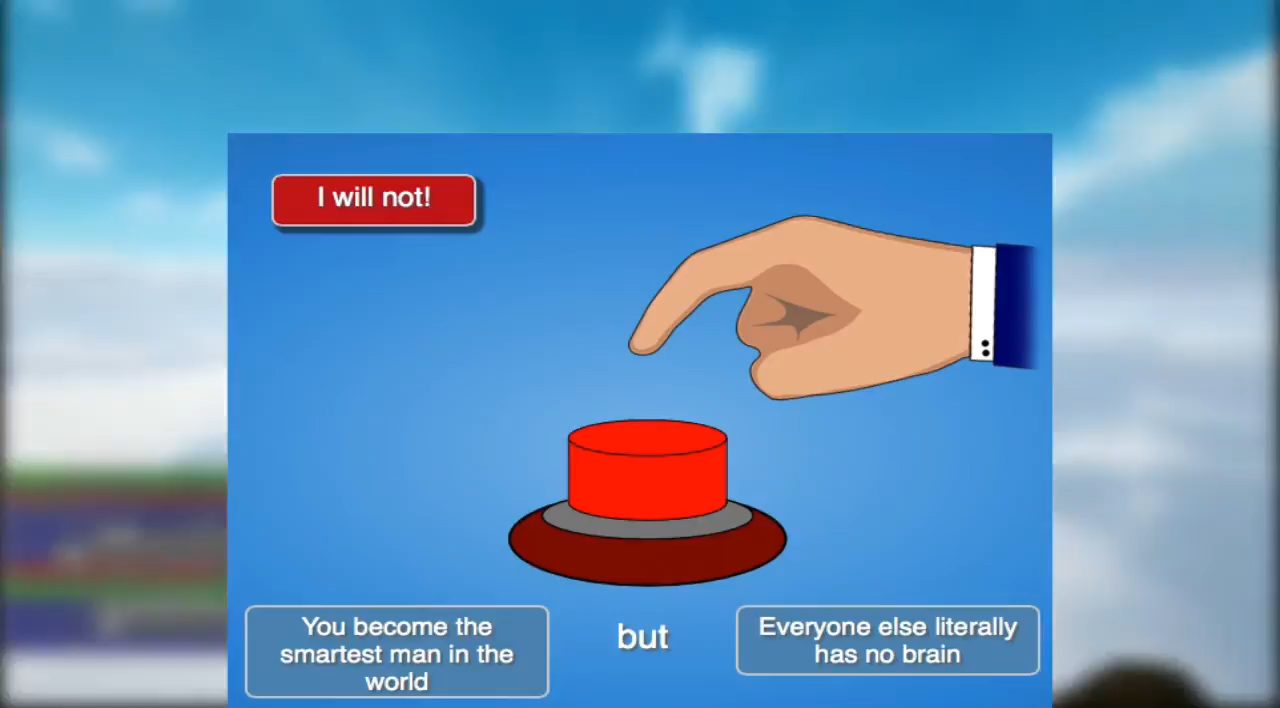 I will not!
You become the
smartest man in the
world
but
Everyone else literally
has no brain